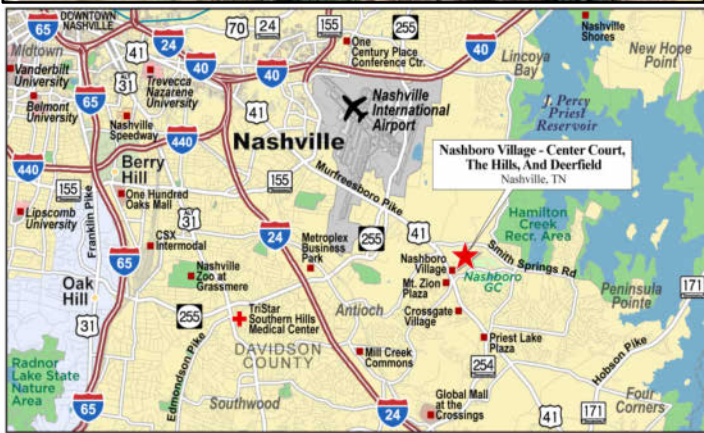 DOWNTOWN
NASHVILLE
65
24
70
24
155
255
One
Century Place
Conference Ctr.
40
Nashville
Shores
Lincoya
Bay
New Hope
Point
Midtown
41
Vanderbilt
University
ALT
31
Trevecca
Nazarene
University
40
40
41
Nashville
International
Airport
J. Percy
Priest
Reservoir
Belmont
University
65
Nashville
Speedway
440
Nashville
Nashboro Village - Center Court,
The Hills, And Deerfield
Nashville, TN
440
Berry
Hill
155
155
Murfreesboro Pike
One Hundred
Oaks Mall
ALT
31
Lipscomb
University
Franklin Pike
CSX
Intermodal
24
Metroplex
Business
Park
255
41
Hamilton
Creek
Recr. Area
Smith Springs Rd
Nashboro
Village
Nashboro
GC
65
Oak
Hill
Nashville
Zoo at
Grassmere
Mt. Zion
Plaza
Peninsula
Pointe
171
31
255
TriStar
Southern Hills
Medical Center
Antioch
Crossgate
Village
Priest Lake
Plaza
DAVIDSON
COUNTY
Edmondson Pike
Mill Creek
Commons
254
Hobson Pike
Radnor
Lake State
Nature
Area
Southwood
Four
Corners
65
24
Global Mall
at the
Crossings
41
171